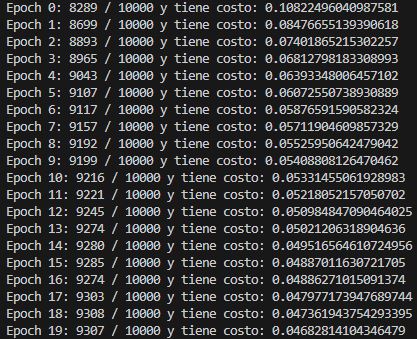 Epoch 0: 8289 / 10000 y tiene costo: 0.10822496040987581
Epoch 1: 8699 / 10000 y tiene costo: 0.08476655139390618
Epoch 2: 8893 / 10000 y tiene costo: 0.07401865215302257
Epoch 3: 8965 / 10000 y tiene costo: 0.06812798183308993
Epoch 4: 9043 / 10000 y tiene costo: 0.06393348006457102
Epoch 5: 9107 / 10000 y tiene costo: 0.06072550738930889
Epoch 6: 9117 / 10000 y tiene costo: 0.05876591590582324
Epoch 7: 9157 / 10000 y tiene costo: 0.05711904609857329
Epoch 8: 9192 / 10000 y tiene costo: 0.05525950642479042
Epoch 9: 9199 / 10000 y tiene costo: 0.05408808126470462
Epoch 10: 9216 / 10000 y tiene costo: 0.05331455061928983
Epoch 11: 9221 / 10000 y tiene costo: 0.05218052157050702
Epoch 12: 9245 / 10000 y tiene costo: 0.050984847090464025
Epoch 13: 9274 / 10000 y tiene costo: 0.05021206318904636
Epoch 14: 9280 / 10000 y tiene costo: 0.049516564610724956
Epoch 15: 9285 / 10000 y tiene costo: 0.04887011630721705
Epoch 16: 9274 / 10000 y tiene costo: 0.04886271015091374
Epoch 17: 9303 / 10000 y tiene costo: 0.047977173947689744
Epoch 18: 9308 / 10000 y tiene costo: 0.047361943754293395
Epoch 19: 9307 / 10000 y tiene costo: 0.04682814104346479